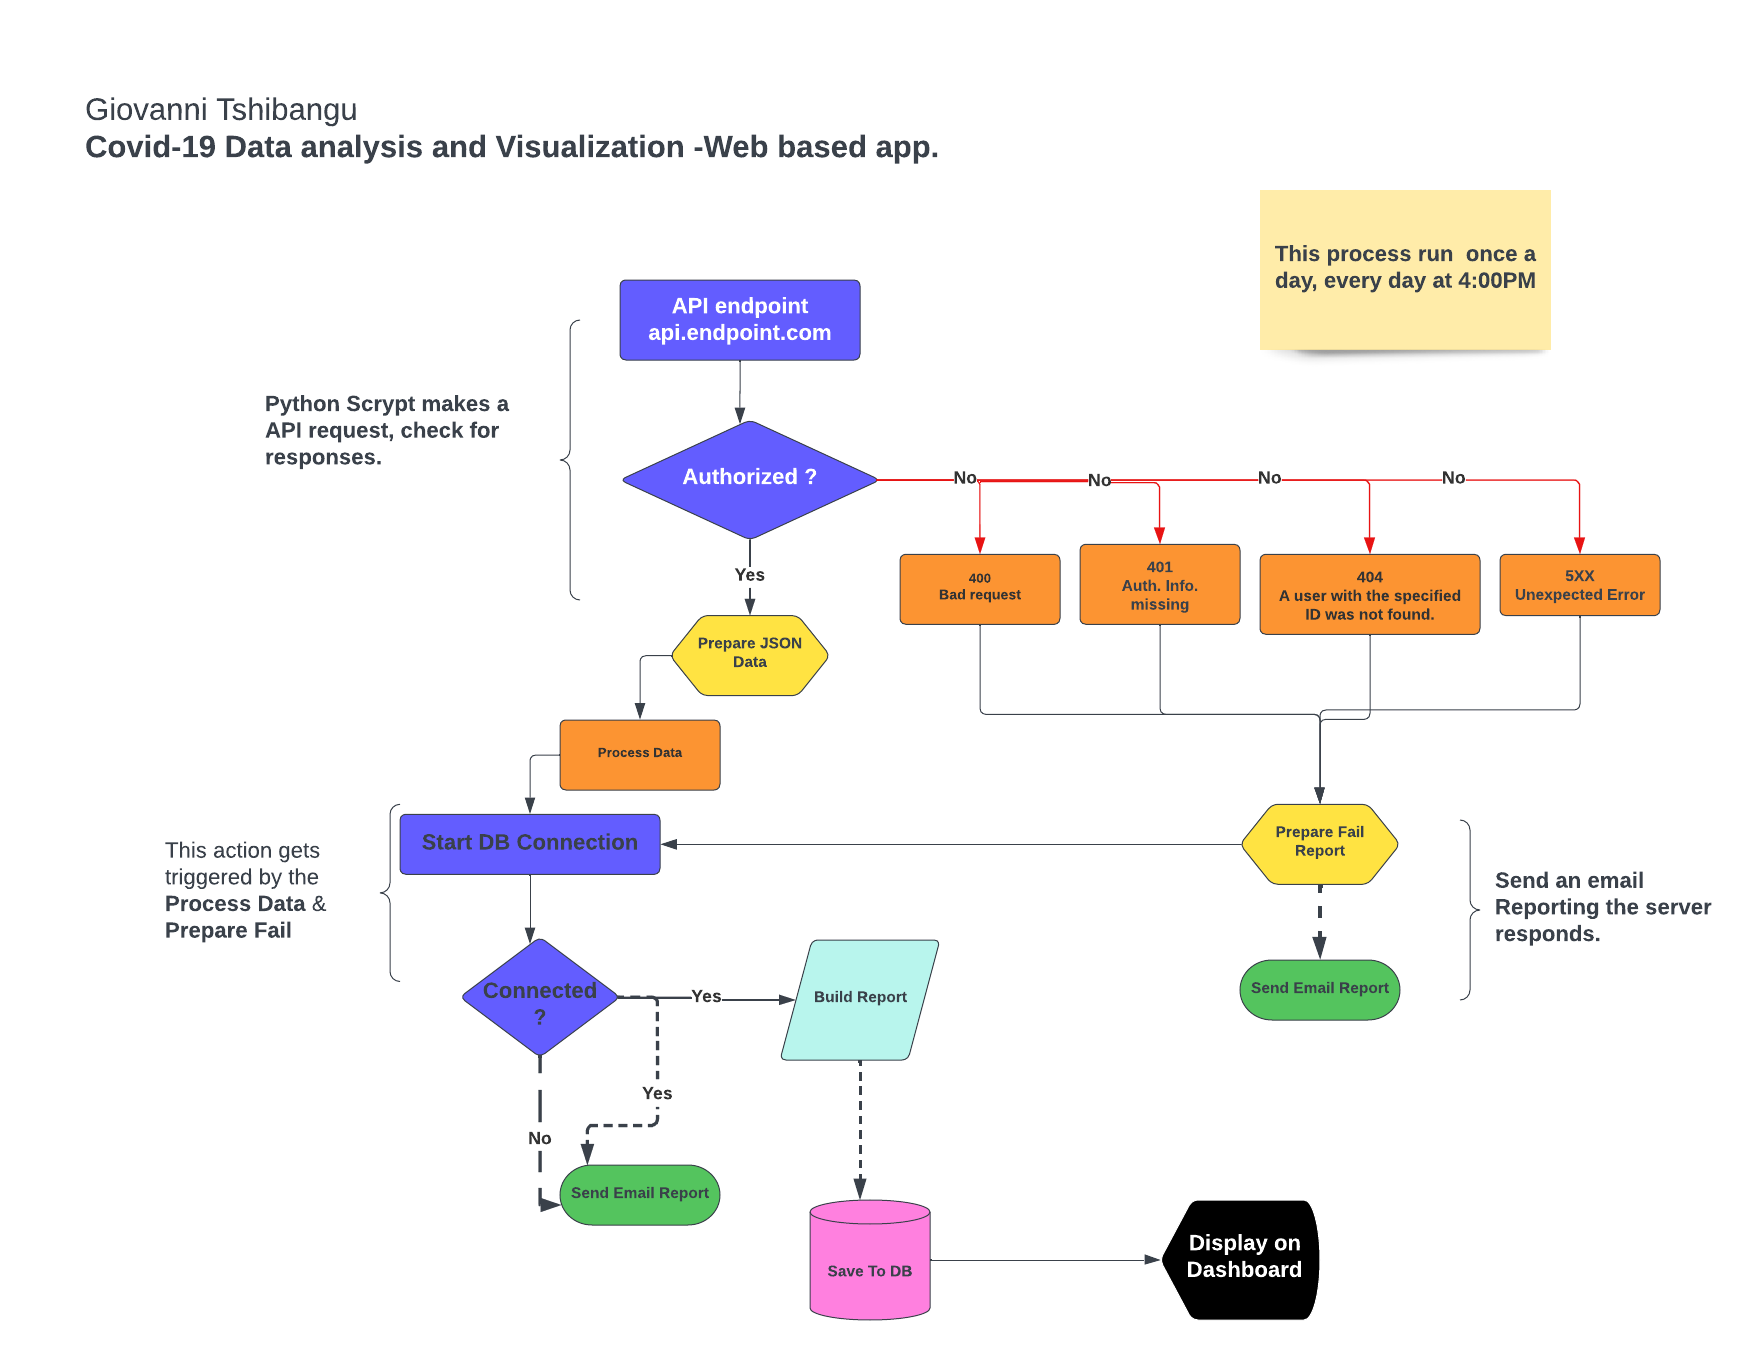 Giovanni Tshibangu
Covid-19 Data analysis and Visualization -Web based app.
This process run  once a
day, every day at 4:00PM
API endpoint
api.endpoint.com
Python Scrypt makes a
API request, check for
responses.
Authorized ?
No
No
No
No
Yes
400
Bad request
401
Auth. Info.
missing
404
A user with the specified
ID was not found.
5XX
Unexpected Error
Prepare JSON
Data
Process Data
Start DB Connection
This action gets
triggered by the
Process Data &
Prepare Fail
Prepare Fail
Report
Send an email
Reporting the server
responds.
Connected
?
Yes
Build Report
Send Email Report
Yes
No
Send Email Report
Save To DB
Display on
Dashboard